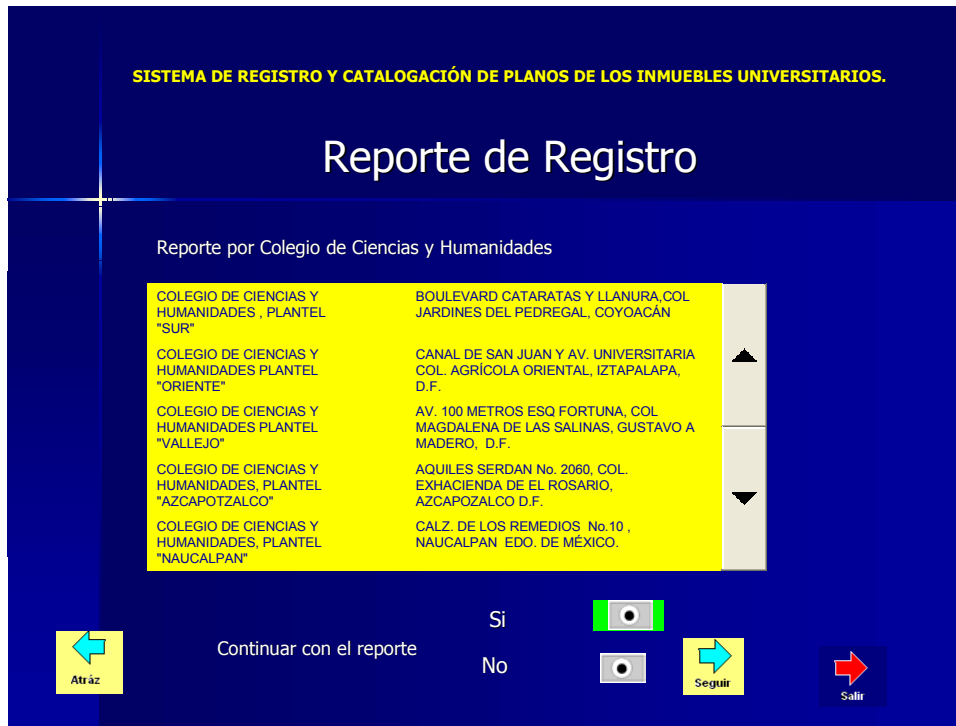 SISTEMA DE REGISTRO Y CATALOGACIÓN DE PLANOS DE LOS INMUEBLES UNIVERSITARIOS.
Reporte de Registro
Reporte por Colegio de Ciencias y Humanidades
COLEGIO DE CIENCIAS Y
HUMANIDADES , PLANTEL
"SUR"
BOULEVARD CATARATAS Y LLANURA,COL
JARDINES DEL PEDREGAL, COYOACÁN
COLEGIO DE CIENCIAS Y
HUMANIDADES PLANTEL
"ORIENTE"
CANAL DE SAN JUAN Y AV. UNIVERSITARIA
COL. AGRÍCOLA ORIENTAL, IZTAPALAPA,
D.F.
COLEGIO DE CIENCIAS Y
HUMANIDADES PLANTEL
"VALLEJO"
AV. 100 METROS ESQ FORTUNA, COL
MAGDALENA DE LAS SALINAS, GUSTAVO A
MADERO,  D.F.
COLEGIO DE CIENCIAS Y
HUMANIDADES, PLANTEL
"AZCAPOTZALCO"
AQUILES SERDAN No. 2060, COL.
EXHACIENDA DE EL ROSARIO,
AZCAPOZALCO D.F.
COLEGIO DE CIENCIAS Y
HUMANIDADES, PLANTEL
"NAUCALPAN"
CALZ. DE LOS REMEDIOS  No.10 ,
NAUCALPAN  EDO. DE MÉXICO.
Continuar con el reporte
Si
No
Atráz
Seguir
Salir